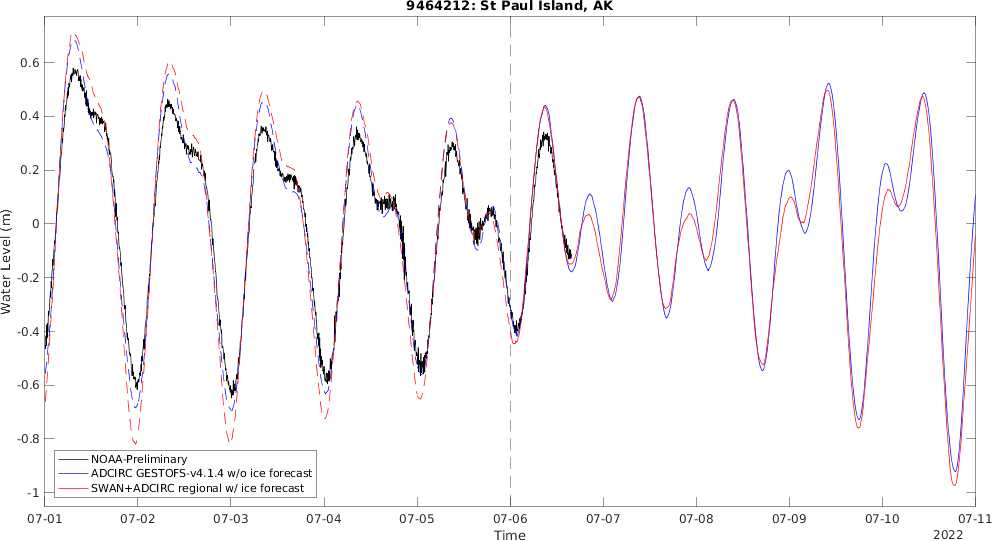 9464212: St Paul Island, AK
Water Level (m)
0.6
0.4
0.2
0
-0.2
-0.4
-0.6
-0.8
-1
NOAA-Preliminary
ADCIRC GESTOFS-v4.1.4 w/o ice forecast
SWAN+ADCIRC regional w/ ice forecast
07-01 07-02 07-03 07-04 07-05 07-06 07-07 07-08 07-09 07-10 07-11
Time
2022